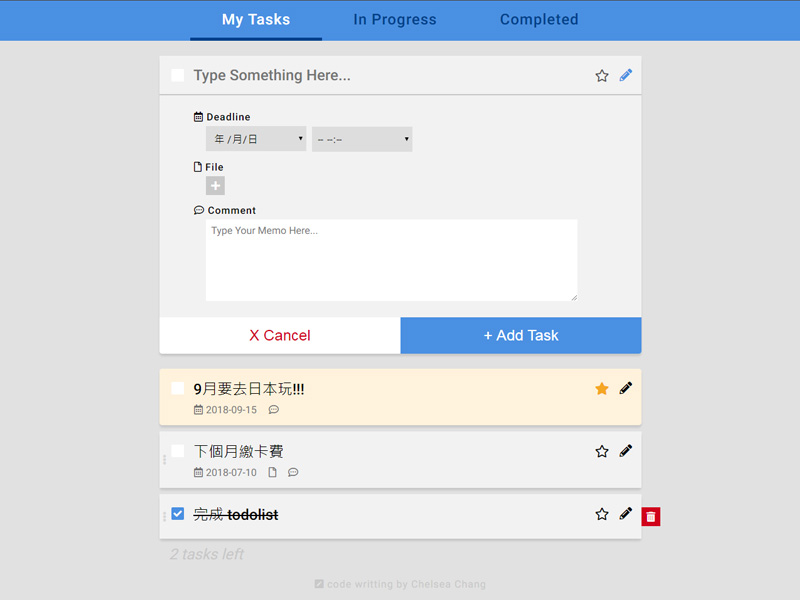 My Tasks In Progress Completed
Type Something Here...
Deadline
年 /月/日 -- --:--
File
+
Comment
Type Your Memo Here...
X Cancel + Add Task
9月要去日本玩!!!
2018-09-15
下個月繳卡費
2018-07-10
完成 todolist
2 tasks left
code writting by Chelsea Chang